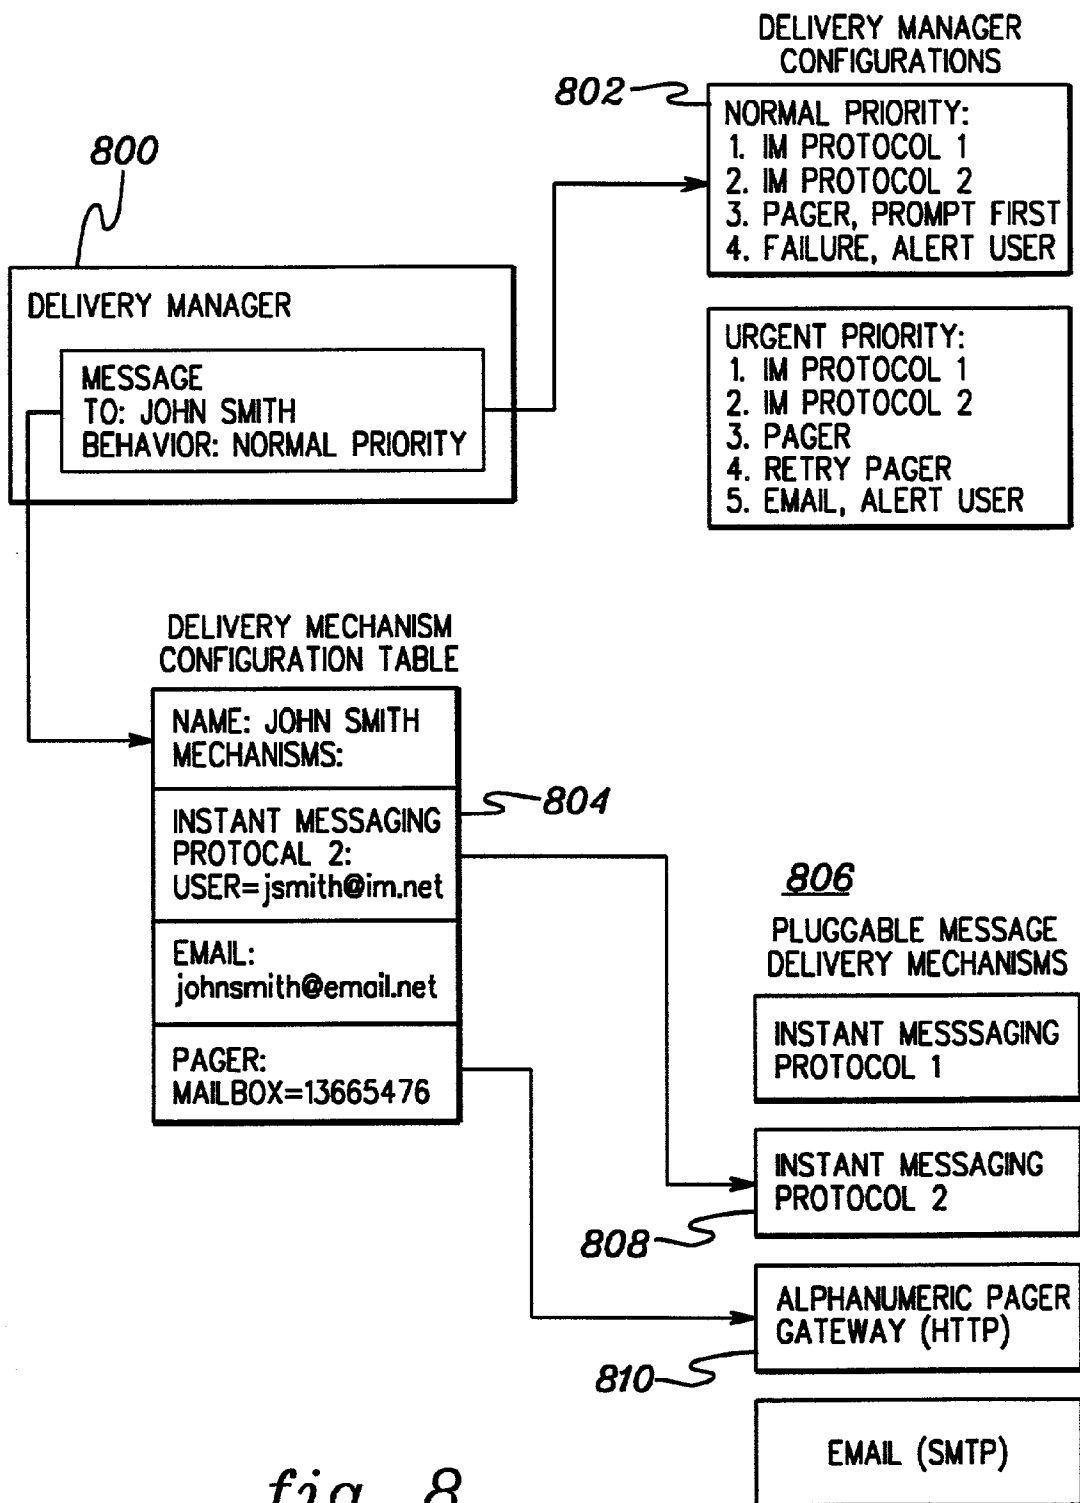 DELIVERY MANAGER
CONFIGURATIONS
802
NORMAL PRIORITY:
1. IM PROTOCOL 1
2. IM PROTOCOL 2
3. PAGER, PROMPT FIRST
4. FAILURE, ALERT USER
800
DELIVERY MANAGER
MESSAGE
TO: JOHN SMITH
BEHAVIOR: NORMAL PRIORITY
URGENT PRIORITY:
1. IM PROTOCOL 1
2. IM PROTOCOL 2
3. PAGER
4. RETRY PAGER
5. EMAIL, ALERT USER
DELIVERY MECHANISM
CONFIGURATION TABLE
NAME: JOHN SMITH
MECHANISMS:
804
INSTANT MESSAGING
PROTOCAL 2:
USER=jsmith@im.net
EMAIL:
johnsmith@email.net
PAGER:
MAILBOX=13665476
806
PLUGGABLE MESSAGE
DELIVERY MECHANISMS
INSTANT MESSSAGING
PROTOCOL 1
INSTANT MESSAGING
PROTOCOL 2
808
ALPHANUMERIC PAGER
GATEWAY (HTTP)
810
EMAIL (SMTP)
fig. 8